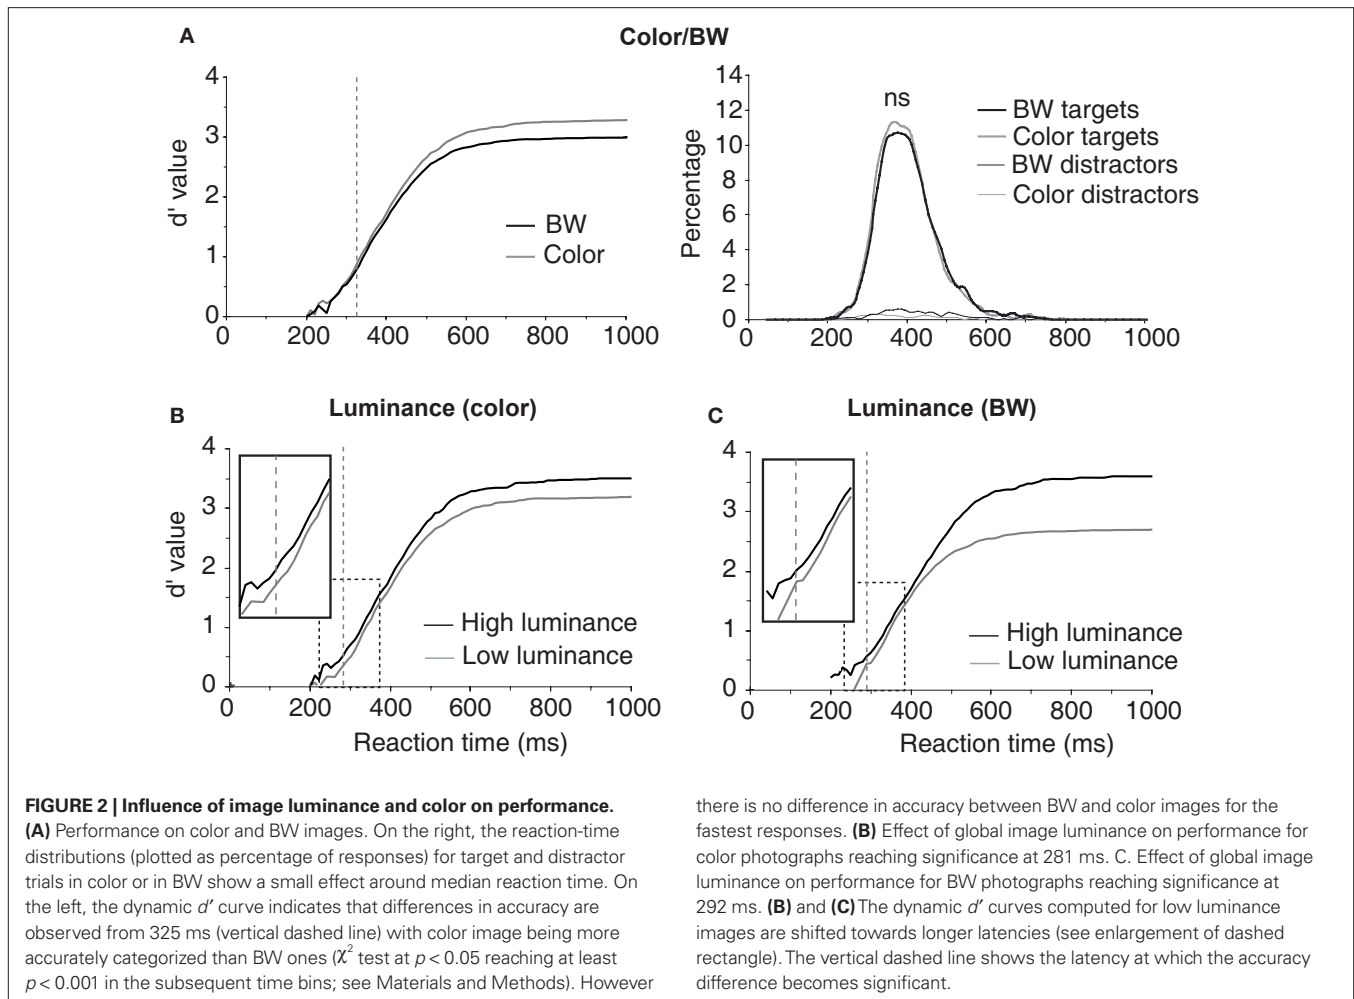 A
Color/BW
4
3
2
1
0
d' value
BW
Color
0
200
400
600
800
1000
14
12
10
8
6
4
2
0
Percentage
ns
BW targets
Color targets
BW distractors
Color distractors
0
200
400
600
800
1000
B
Luminance (color)
4
3
2
1
0
d' value
High luminance
Low luminance
0
200
400
600
800
1000
Reaction time (ms)
C
Luminance (BW)
4
3
2
1
0
High luminance
Low luminance
0
200
400
600
800
1000
Reaction time (ms)
FIGURE 2 | Influence of image luminance and color on performance.
(A) Performance on color and BW images. On the right, the reaction-time
distributions (plotted as percentage of responses) for target and distractor
trials in color or in BW show a small effect around median reaction time. On
the left, the dynamic d′ curve indicates that differences in accuracy are
observed from 325 ms (vertical dashed line) with color image being more
accurately categorized than BW ones (χ² test at p < 0.05 reaching at least
p < 0.001 in the subsequent time bins; see Materials and Methods). However
there is no difference in accuracy between BW and color images for the
fastest responses. (B) Effect of global image luminance on performance for
color photographs reaching significance at 281 ms. C. Effect of global image
luminance on performance for BW photographs reaching significance at
292 ms. (B) and (C) The dynamic d′ curves computed for low luminance
images are shifted towards longer latencies (see enlargement of dashed
rectangle). The vertical dashed line shows the latency at which the accuracy
difference becomes significant.